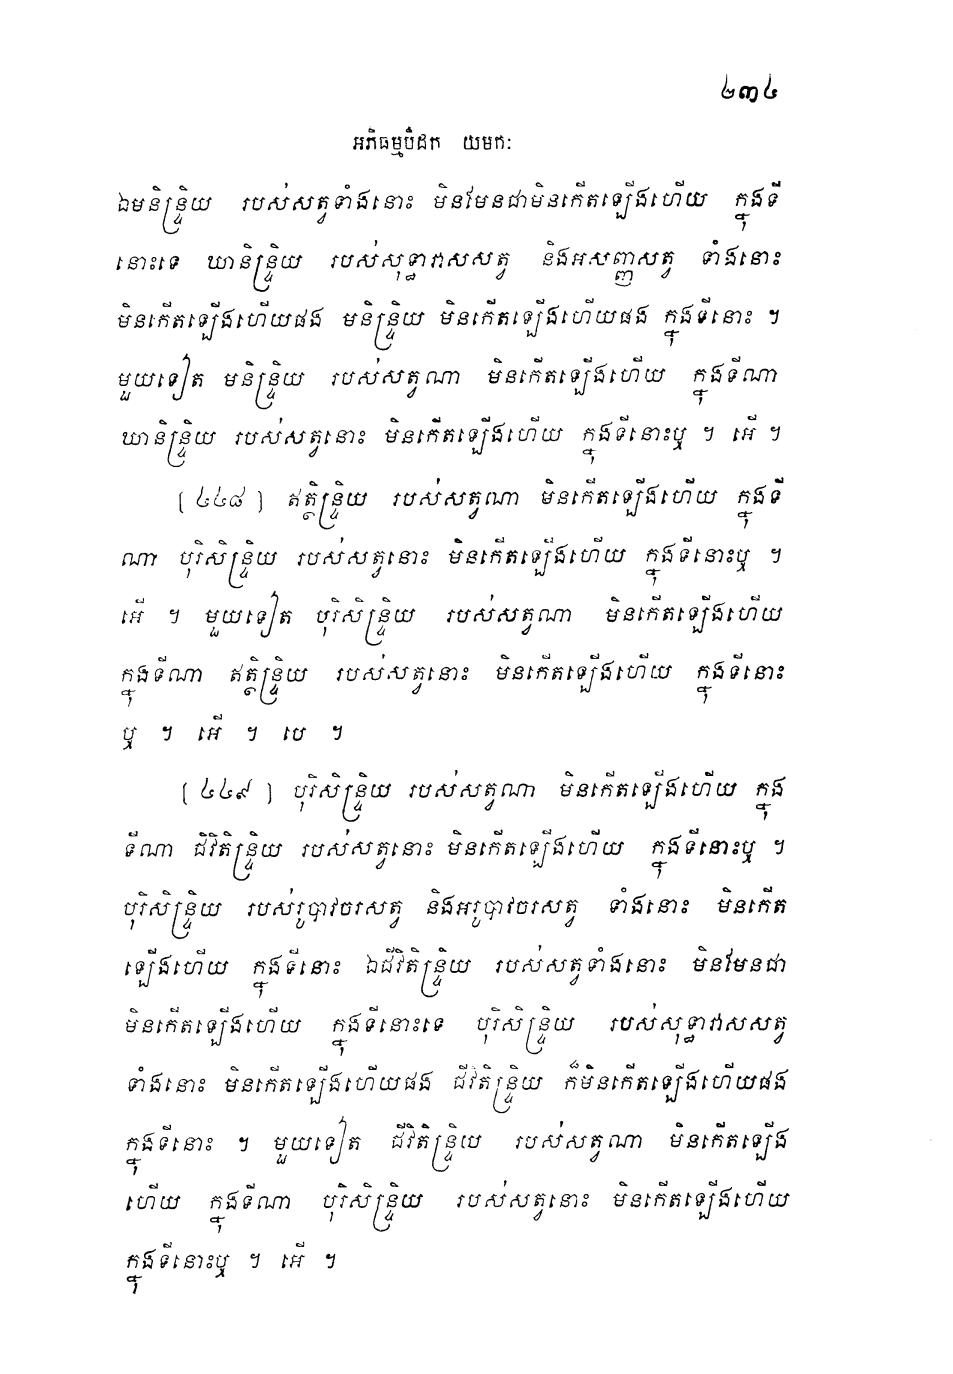 ២៣៤
អភិធម្មបិដក យមកៈ
ឯមនិន្ទ្រិយ របស់សត្វទាំងនោះ មិនមែនជាមិនកើតឡើងហើយ ក្នុងទី
នោះទេ ឃានិន្ទ្រិយ របស់សុទ្ធាវាសសត្វ និងអសញ្ញសត្វ ទាំងនោះ
មិនកើតឡើងហើយផង មនិន្ទ្រិយ មិនកើតឡើងហើយផង ក្នុងទីនោះ ។
មួយទៀត មនិន្ទ្រិយ របស់សត្វណា មិនកើតឡើងហើយ ក្នុងទីណា
ឃានិន្ទ្រិយ របស់សត្វនោះ មិនកើតឡើងហើយ ក្នុងទីនោះឬ ។ អើ ។
(៤៤៨) ឥត្ថិន្ទ្រិយ របស់សត្វណា មិនកើតឡើងហើយ ក្នុងទី
ណា បុរិសិន្ទ្រិយ របស់សត្វនោះ មិនកើតឡើងហើយ ក្នុងទីនោះឬ ។
អើ ។ មួយទៀត បុរិសិន្ទ្រិយ របស់សត្វណា មិនកើតឡើងហើយ
ក្នុងទីណា ឥត្ថិន្ទ្រិយ របស់សត្វនោះ មិនកើតឡើងហើយ ក្នុងទីនោះ
ឬ ។ អើ ។ បេ ។
(៤៤៩) បុរិសិន្ទ្រិយ របស់សត្វណា មិនកើតឡើងហើយ ក្នុង
ទីណា ជីវិតិន្ទ្រិយ របស់សត្វនោះ មិនកើតឡើងហើយ ក្នុងទីនោះឬ ។
បុរិសិន្ទ្រិយ របស់រូបាវចរសត្វ និងអរូបាវចរសត្វ ទាំងនោះ មិនកើត
ឡើងហើយ ក្នុងទីនោះ ឯជីវិតិន្ទ្រិយ របស់សត្វទាំងនោះ មិនមែនជា
មិនកើតឡើងហើយ ក្នុងទីនោះទេ បុរិសិន្ទ្រិយ របស់សុទ្ធាវាសសត្វ
ទាំងនោះ មិនកើតឡើងហើយផង ជីវិតិន្ទ្រិយ ក៏មិនកើតឡើងហើយផង
ក្នុងទីនោះ ។ មួយទៀត ជីវិតិន្ទ្រិយ របស់សត្វណា មិនកើតឡើង
ហើយ ក្នុងទីណា បុរិសិន្ទ្រិយ របស់សត្វនោះ មិនកើតឡើងហើយ
ក្នុងទីនោះឬ ។ អើ ។